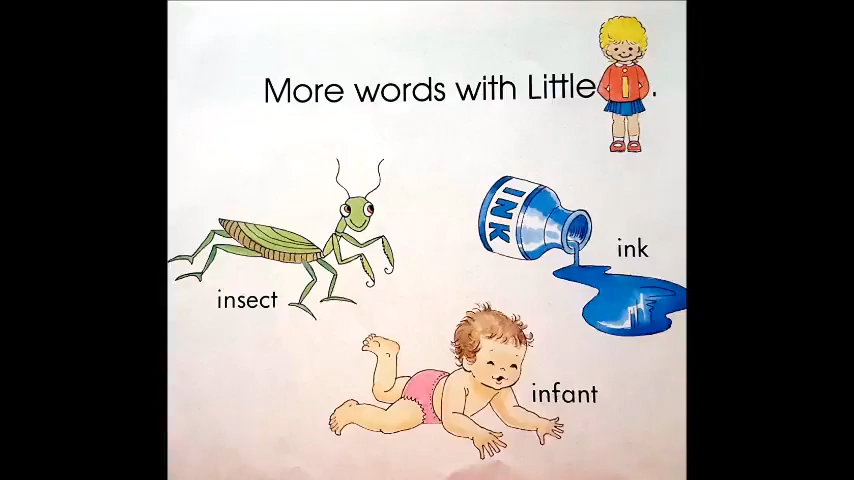 More words with Little i.
INK
ink
insect
infant